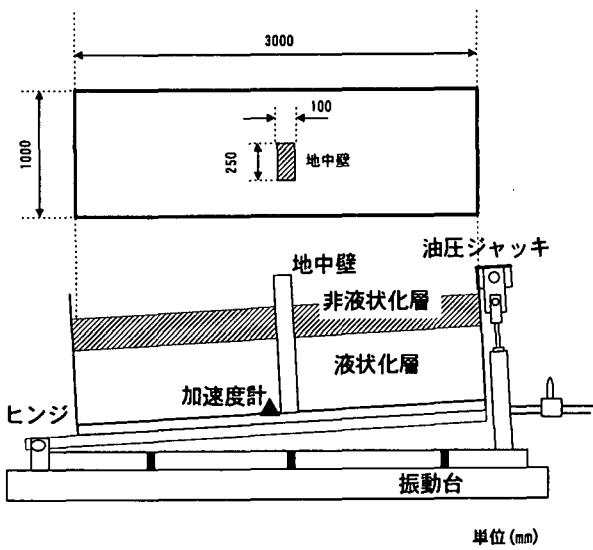 3000
100
1000
250
地中壁
油圧ジャッキ
地中壁
非液状化層
液状化層
加速度計
ヒンジ
振動台
単位(mm)